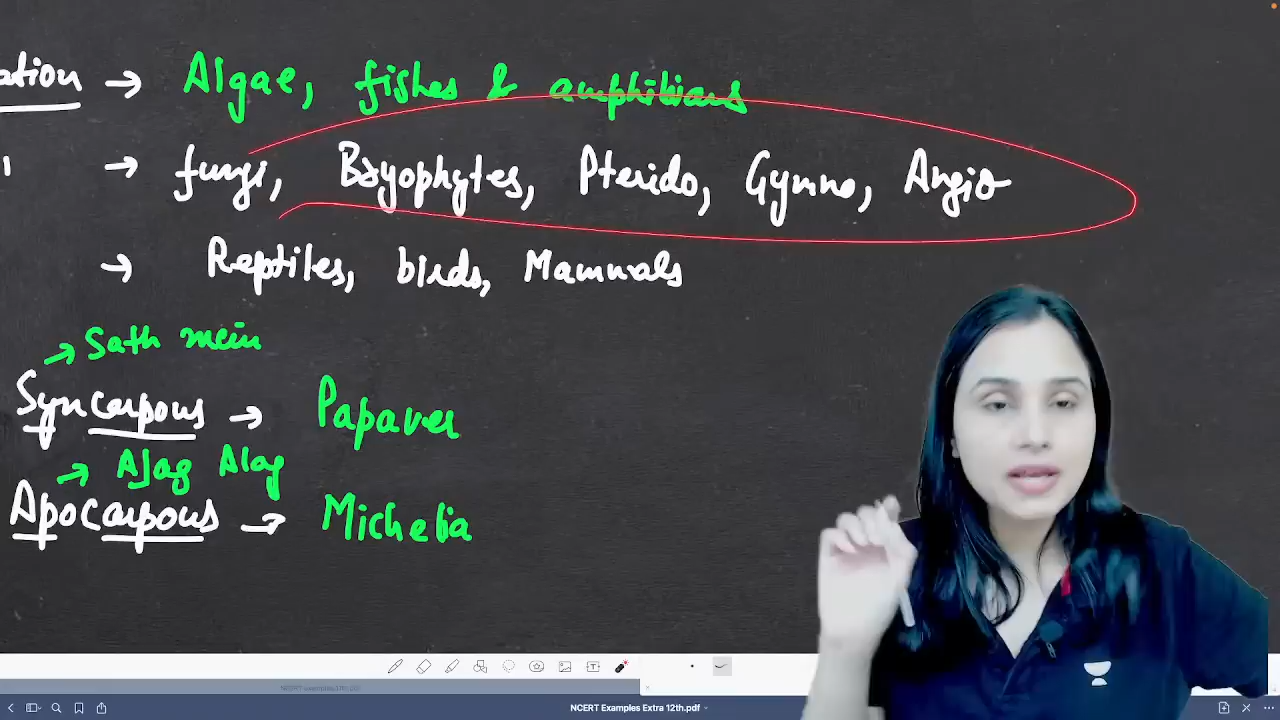 ation → Algae, fishes & amphibians
→ fungi, Bryophytes, Pterido, Gymno, Angio
→ Reptiles, birds, Mammals
→ Sath mein
Syncarpous → Papaver
→ Alag Alag
Apocarpous → Michelia
NCERT Examples Extra 12th.pdf